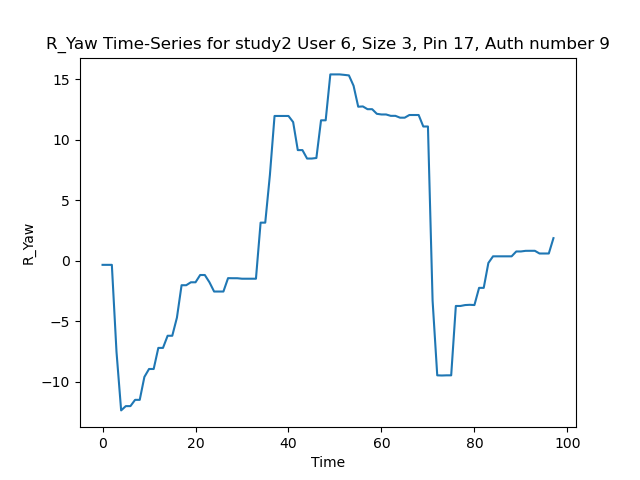 R_Yaw Time-Series for study2 User 6, Size 3, Pin 17, Auth number 9
15
10
5
0
−5
−10
R_Yaw
0 20 40 60 80 100
Time